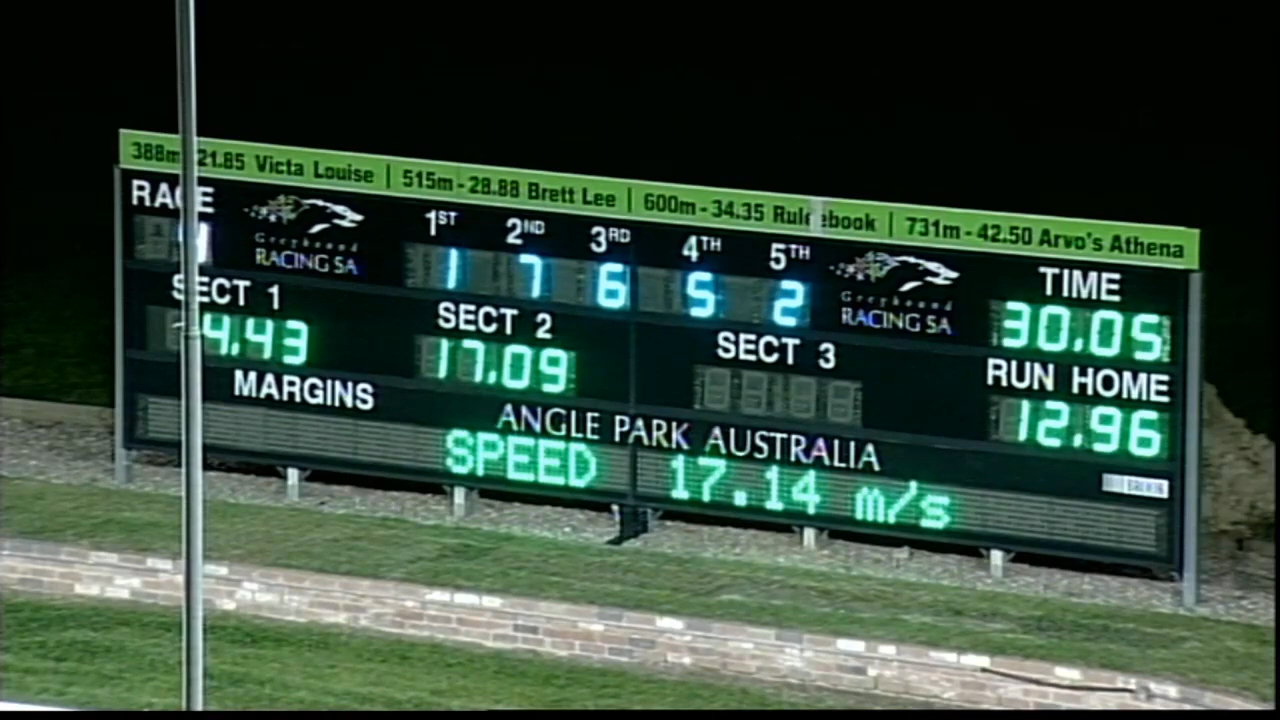 388m 21.85 Victa Louise | 515m - 28.88 Brett Lee | 600m - 34.35 Rulebook | 731m - 42.50 Arvo's Athena
RACE
Greyhound
RACING SA
1ST 2ND 3RD 4TH 5TH
1 7 6 5 2
Greyhound
RACING SA
TIME
30.05
SECT 1
4.43
SECT 2
17.09
SECT 3
RUN HOME
12.96
MARGINS
ANGLE PARK AUSTRALIA
SPEED 17.14 m/s